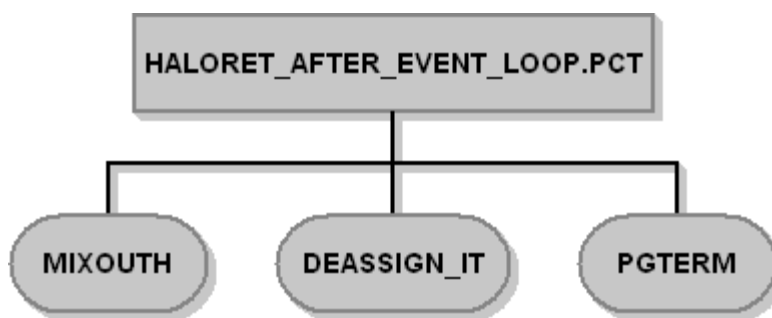 HALORET_AFTER_EVENT_LOOP.PCT
MIXOUTH
DEASSIGN_IT
PGTERM